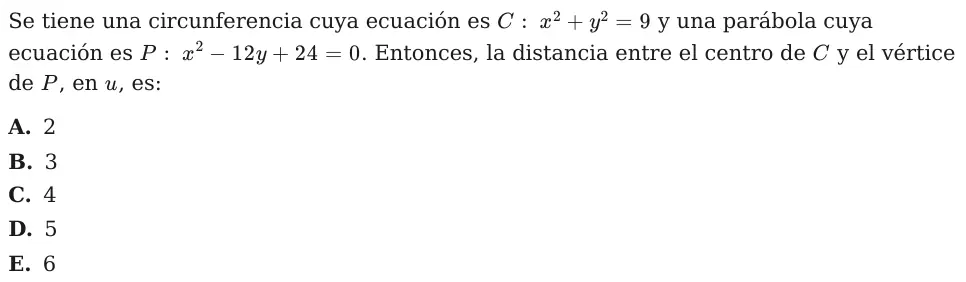 Se tiene una circunferencia cuya ecuación es C : x² + y² = 9 y una parábola cuya
ecuación es P : x² − 12y + 24 = 0. Entonces, la distancia entre el centro de C y el vértice
de P, en u, es:
A. 2
B. 3
C. 4
D. 5
E. 6